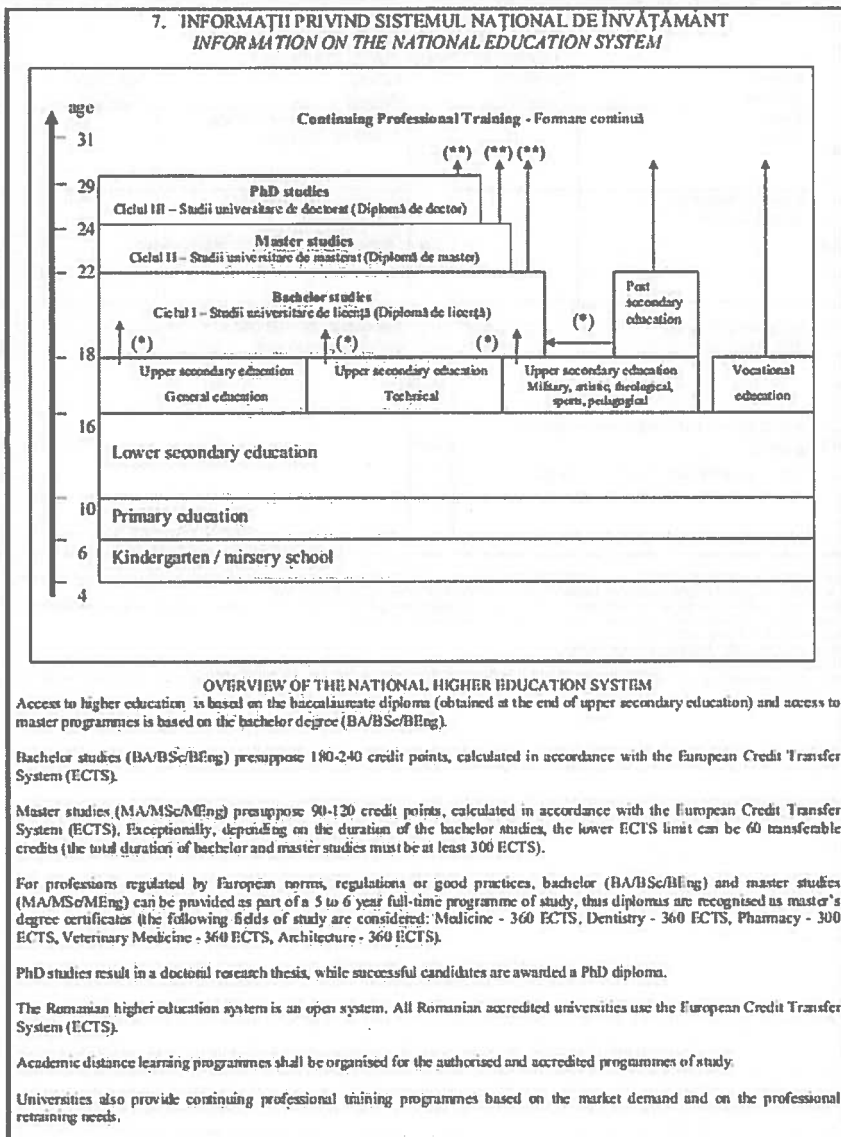 7. INFORMAȚII PRIVIND SISTEMUL NAȚIONAL DE ÎNVĂȚĂMÂNT
INFORMATION ON THE NATIONAL EDUCATION SYSTEM
age
Continuing Professional Training - Formare continuă
31
(**) (**) (**)
29
PhD studies
Ciclul III – Studii universitare de doctorat (Diplomă de doctor)
24
Master studies
Ciclul II – Studii universitare de masterat (Diplomă de master)
22
Bachelor studies
Ciclul I – Studii universitare de licență (Diplomă de licență)
Post
secondary
education
(*) (*) (*) (*)
18
Upper secondary education
General education
Upper secondary education
Technical
Upper secondary education
Military, artistic, theological,
sports, pedagogical
Vocational
education
16
Lower secondary education
10
Primary education
6
Kindergarten / nursery school
4
OVERVIEW OF THE NATIONAL HIGHER EDUCATION SYSTEM
Access to higher education is based on the baccalaureate diploma (obtained at the end of upper secondary education) and access to
master programmes is based on the bachelor degree (BA/BSc/BEng).
Bachelor studies (BA/BSc/BEng) presuppose 180-240 credit points, calculated in accordance with the European Credit Transfer
System (ECTS).
Master studies (MA/MSc/MEng) presuppose 90-120 credit points, calculated in accordance with the European Credit Transfer
System (ECTS). Exceptionally, depending on the duration of the bachelor studies, the lower ECTS limit can be 60 transferable
credits (the total duration of bachelor and master studies must be at least 300 ECTS).
For professions regulated by European norms, regulations or good practices, bachelor (BA/BSc/BEng) and master studies
(MA/MSc/MEng) can be provided as part of a 5 to 6 year full-time programme of study, thus diplomas are recognised as master's
degree certificates (the following fields of study are considered: Medicine - 360 ECTS, Dentistry - 360 ECTS, Pharmacy - 300
ECTS, Veterinary Medicine - 360 ECTS, Architecture - 360 ECTS).
PhD studies result in a doctoral research thesis, while successful candidates are awarded a PhD diploma.
The Romanian higher education system is an open system. All Romanian accredited universities use the European Credit Transfer
System (ECTS).
Academic distance learning programmes shall be organised for the authorised and accredited programmes of study.
Universities also provide continuing professional training programmes based on the market demand and on the professional
retraining needs.